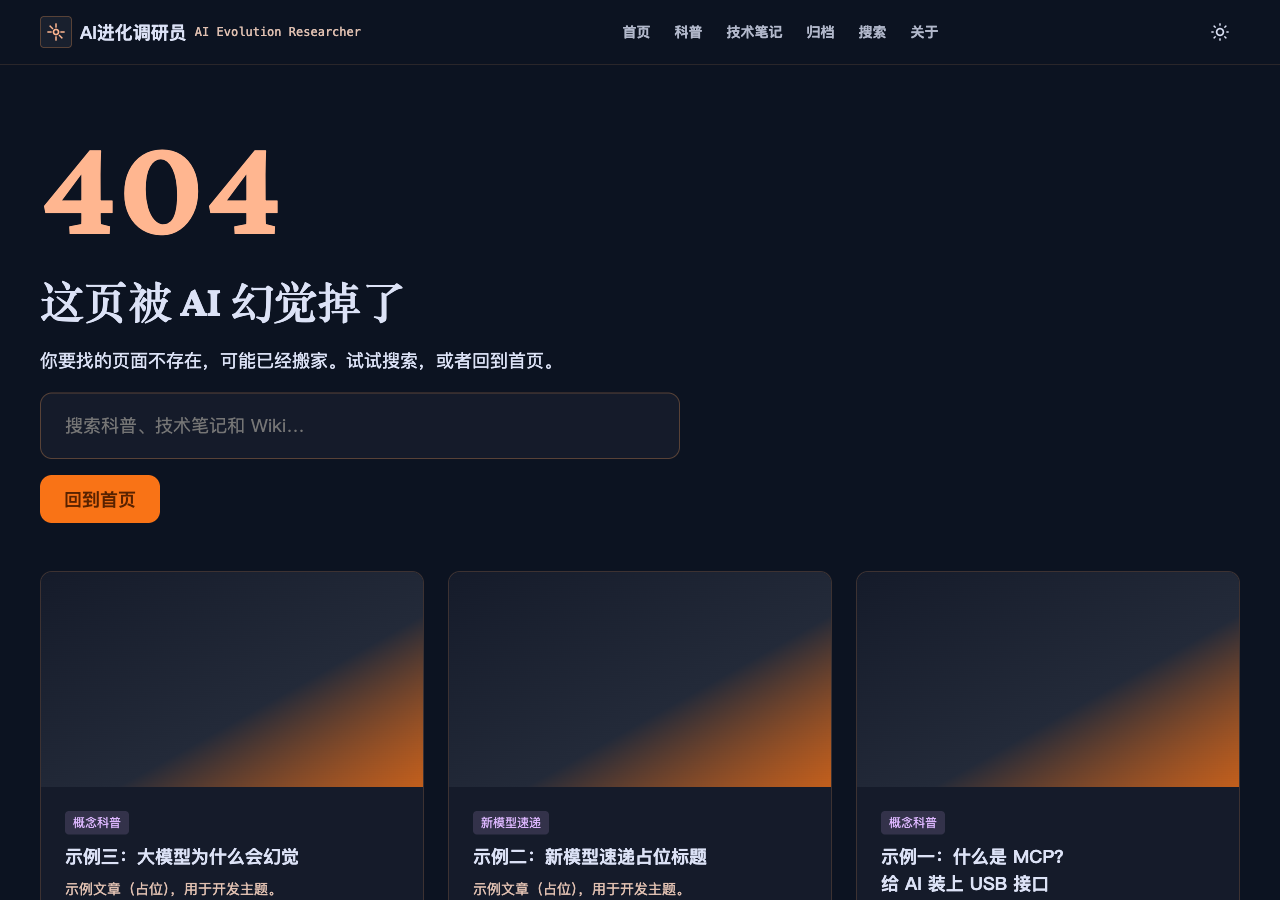 AI进化调研员 AI Evolution Researcher
首页 科普 技术笔记 归档 搜索 关于
404
这页被 AI 幻觉掉了
你要找的页面不存在，可能已经搬家。试试搜索，或者回到首页。
搜索科普、技术笔记和 Wiki…
回到首页
概念科普
示例三：大模型为什么会幻觉
示例文章（占位），用于开发主题。
新模型速递
示例二：新模型速递占位标题
示例文章（占位），用于开发主题。
概念科普
示例一：什么是 MCP?
给 AI 装上 USB 接口